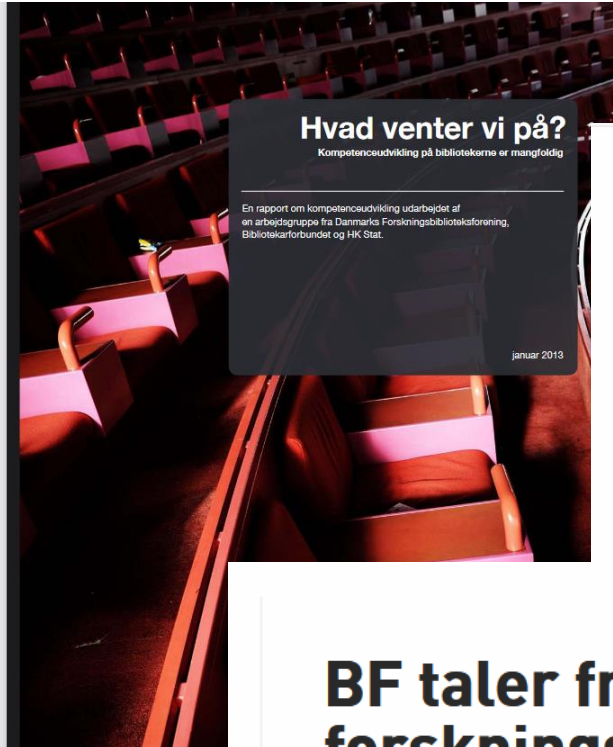 Hvad venter vi på?
Kompetenceudvikling på bibliotekerne er mangfoldig
En rapport om kompetenceudvikling udarbejdet af
en arbejdsgruppe fra Danmarks Forskningsbiblioteksforening,
Bibliotekarforbundet og HK Stat.
januar 2013
BF taler fr